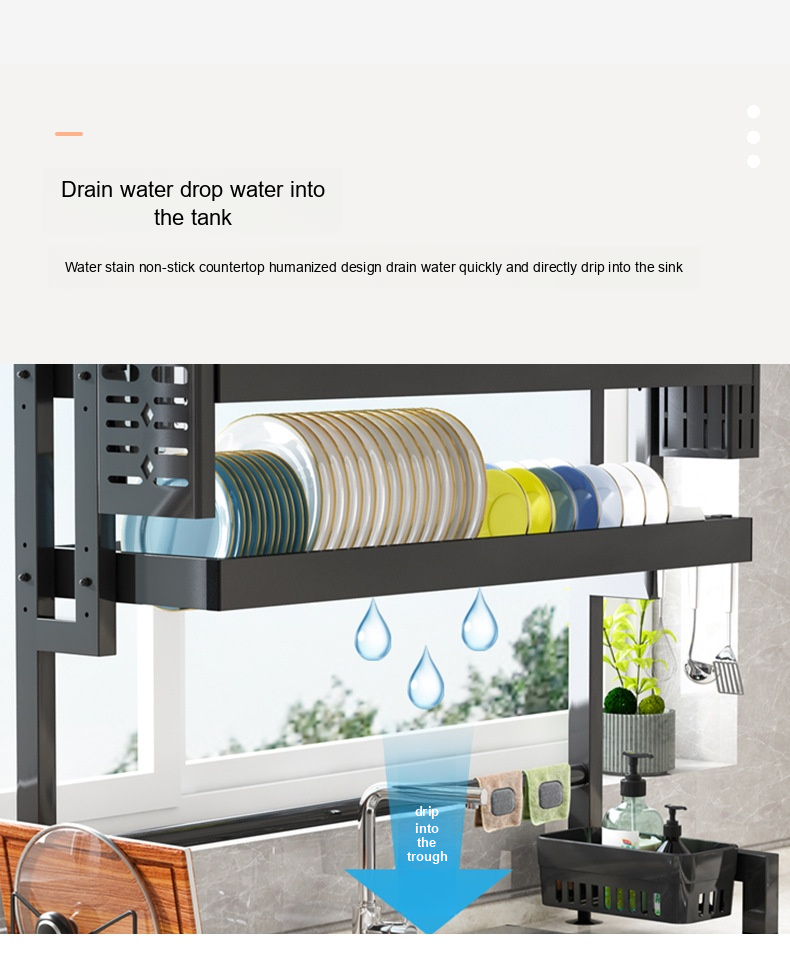 Drain water drop water into
the tank
Water stain non-stick countertop humanized design drain water quickly and directly drip into the sink
drip
into
the
trough